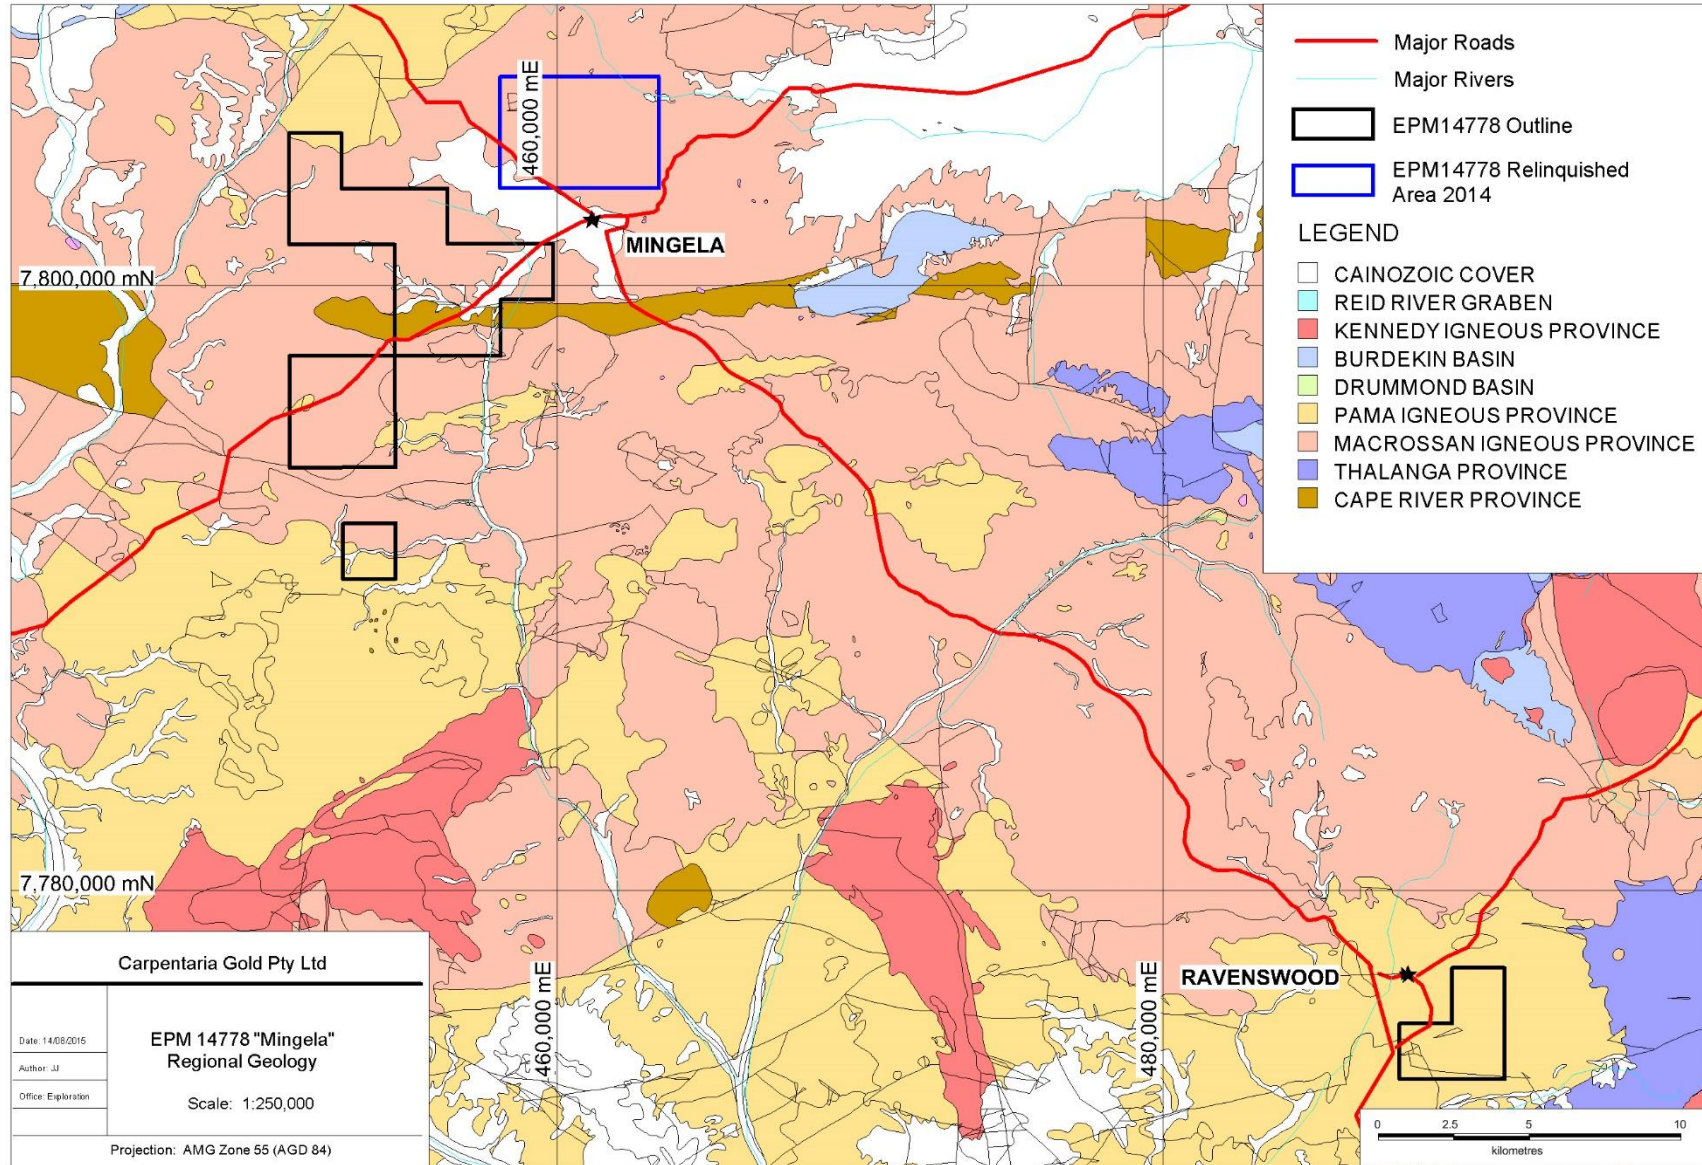 Major Roads
Major Rivers
EPM14778 Outline
EPM14778 Relinquished
Area 2014
LEGEND
CAINOZOIC COVER
REID RIVER GRABEN
KENNEDY IGNEOUS PROVINCE
BURDEKIN BASIN
DRUMMOND BASIN
PAMA IGNEOUS PROVINCE
MACROSSAN IGNEOUS PROVINCE
THALANGA PROVINCE
CAPE RIVER PROVINCE
460,000 mE
MINGELA
7,800,000 mN
7,780,000 mN
460,000 mE
480,000 mE
RAVENSWOOD
Carpentaria Gold Pty Ltd
Date: 14/08/2015
Author: JJ
Office: Exploration
EPM 14778 "Mingela"
Regional Geology
Scale: 1:250,000
Projection: AMG Zone 55 (AGD 84)
0 2.5 5 10
kilometres